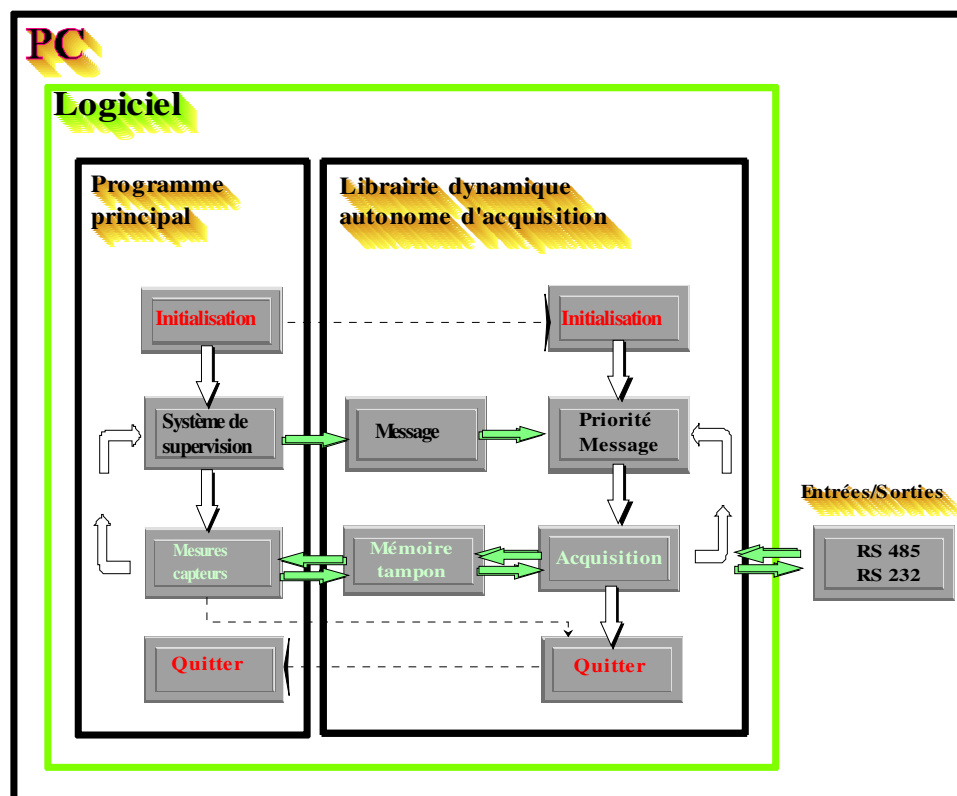 PC
Logiciel
Programme
principal
Librairie dynamique
autonome d'acquisition
Initialisation
Initialisation
Système de
supervision
Message
Priorité
Message
Entrées/Sorties
Mesures
capteurs
Mémoire
tampon
Acquisition
RS 485
RS 232
Quitter
Quitter